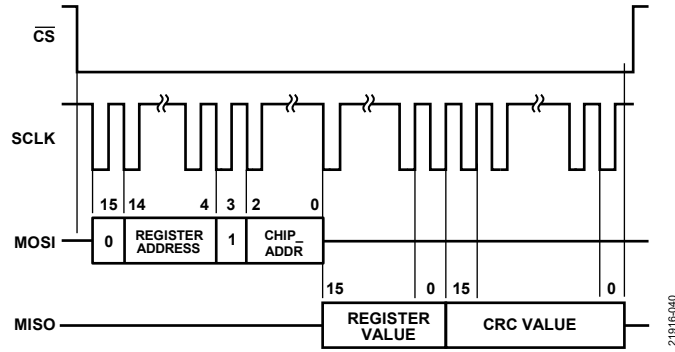 CS
SCLK
15 14 4 3 2 0
MOSI 0 REGISTER ADDRESS 1 CHIP_ ADDR
15 0 15 0
MISO REGISTER VALUE CRC VALUE
21916-040